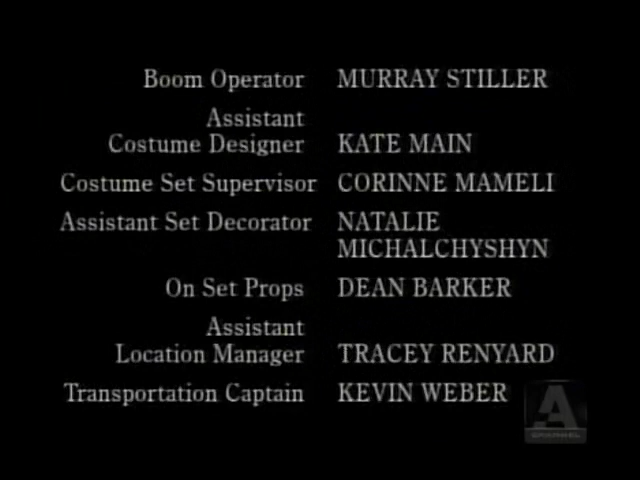 Boom Operator MURRAY STILLER
Assistant
Costume Designer KATE MAIN
Costume Set Supervisor CORINNE MAMELI
Assistant Set Decorator NATALIE
MICHALCHYSHYN
On Set Props DEAN BARKER
Assistant
Location Manager TRACEY RENYARD
Transportation Captain KEVIN WEBER
A
CHANNEL